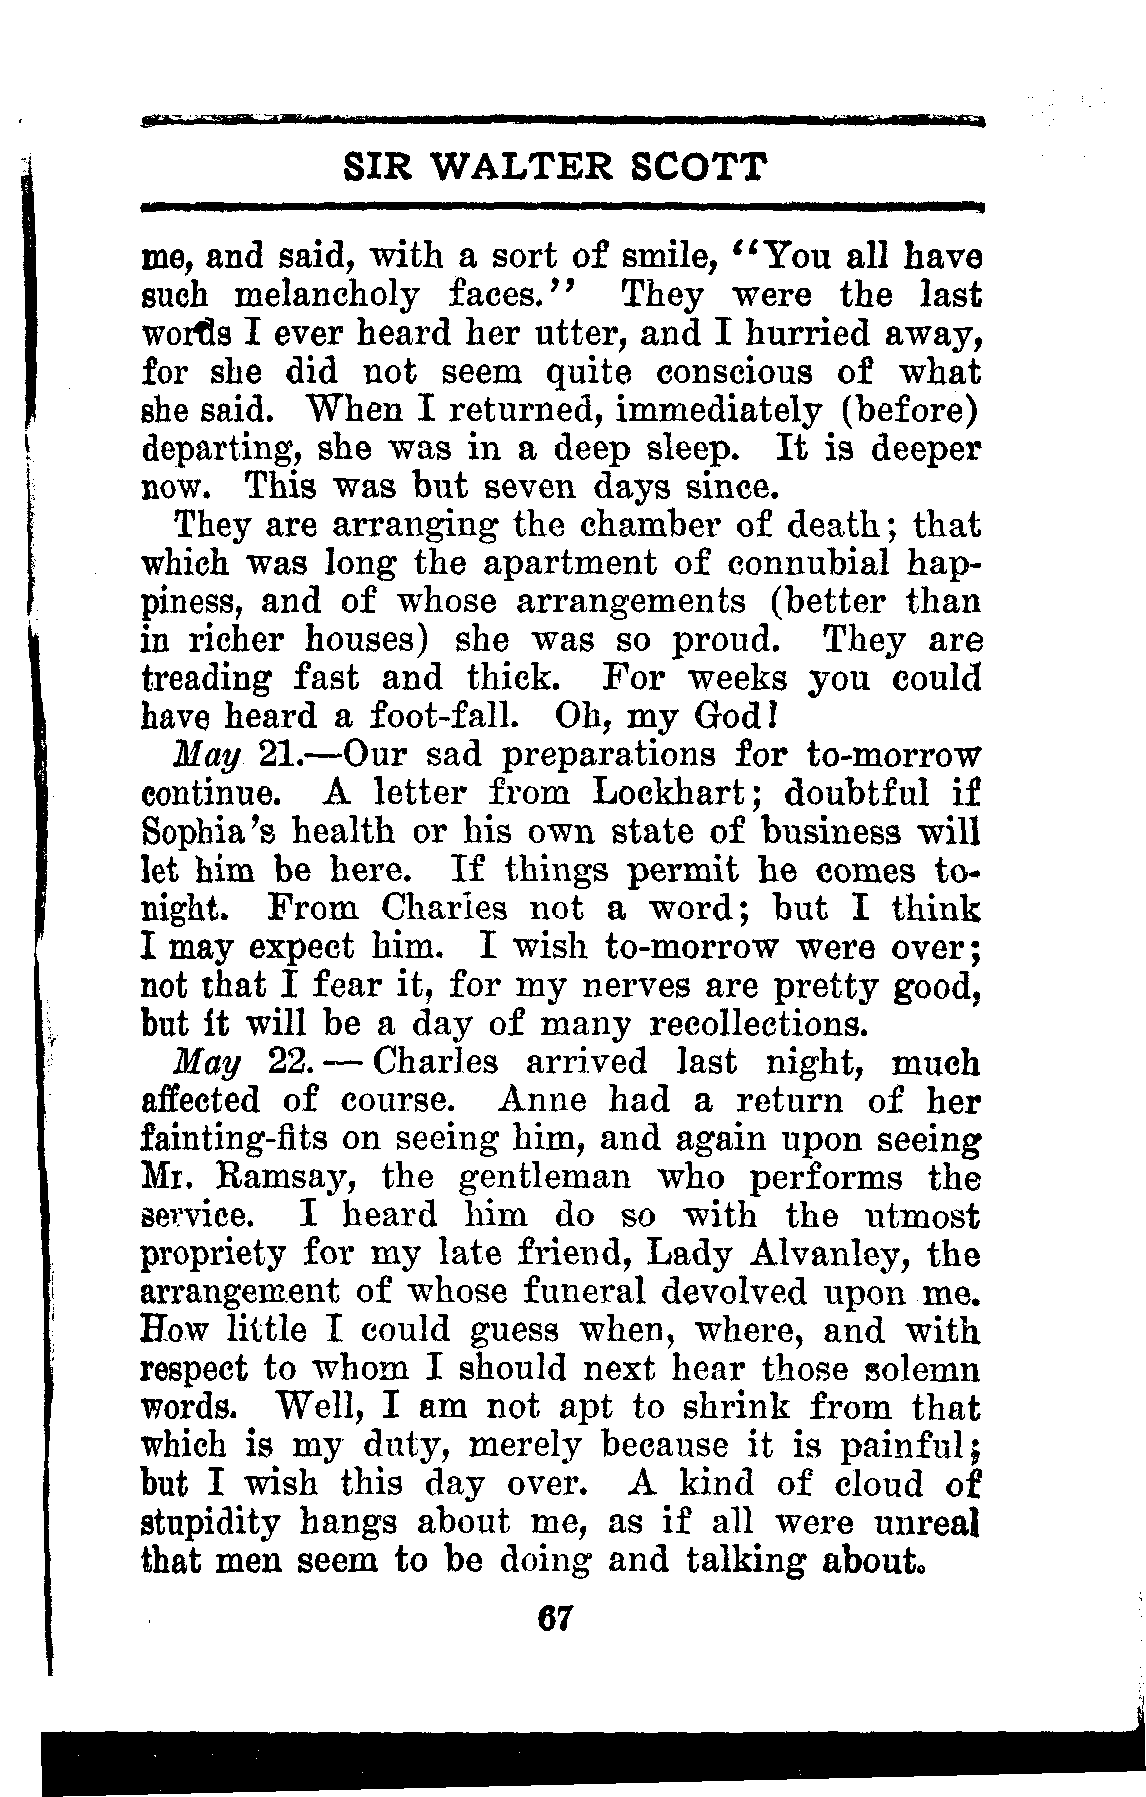 SIR WALTER SCOTT
me, and said, with a sort of smile, "You all have
such melancholy faces." They were the last
words I ever heard her utter, and I hurried away,
for she did not seem quite conscious of what
she said. When I returned, immediately (before)
departing, she was in a deep sleep. It is deeper
now. This was but seven days since.
They are arranging the chamber of death; that
which was long the apartment of connubial hap-
piness, and of whose arrangements (better than
in richer houses) she was so proud. They are
treading fast and thick. For weeks you could
have heard a foot-fall. Oh, my God!
May 21.—Our sad preparations for to-morrow
continue. A letter from Lockhart; doubtful if
Sophia's health or his own state of business will
let him be here. If things permit he comes to-
night. From Charles not a word; but I think
I may expect him. I wish to-morrow were over;
not that I fear it, for my nerves are pretty good,
but it will be a day of many recollections.
May 22.—Charles arrived last night, much
affected of course. Anne had a return of her
fainting-fits on seeing him, and again upon seeing
Mr. Ramsay, the gentleman who performs the
service. I heard him do so with the utmost
propriety for my late friend, Lady Alvanley, the
arrangement of whose funeral devolved upon me.
How little I could guess when, where, and with
respect to whom I should next hear those solemn
words. Well, I am not apt to shrink from that
which is my duty, merely because it is painful;
but I wish this day over. A kind of cloud of
stupidity hangs about me, as if all were unreal
that men seem to be doing and talking about.
67